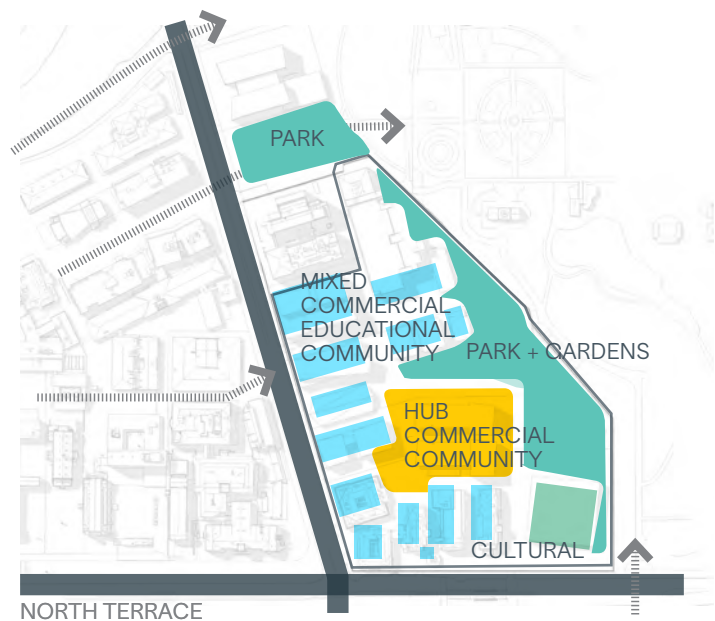 PARK
MIXED
COMMERCIAL
EDUCATIONAL
COMMUNITY
PARK + GARDENS
HUB
COMMERCIAL
COMMUNITY
CULTURAL
NORTH TERRACE